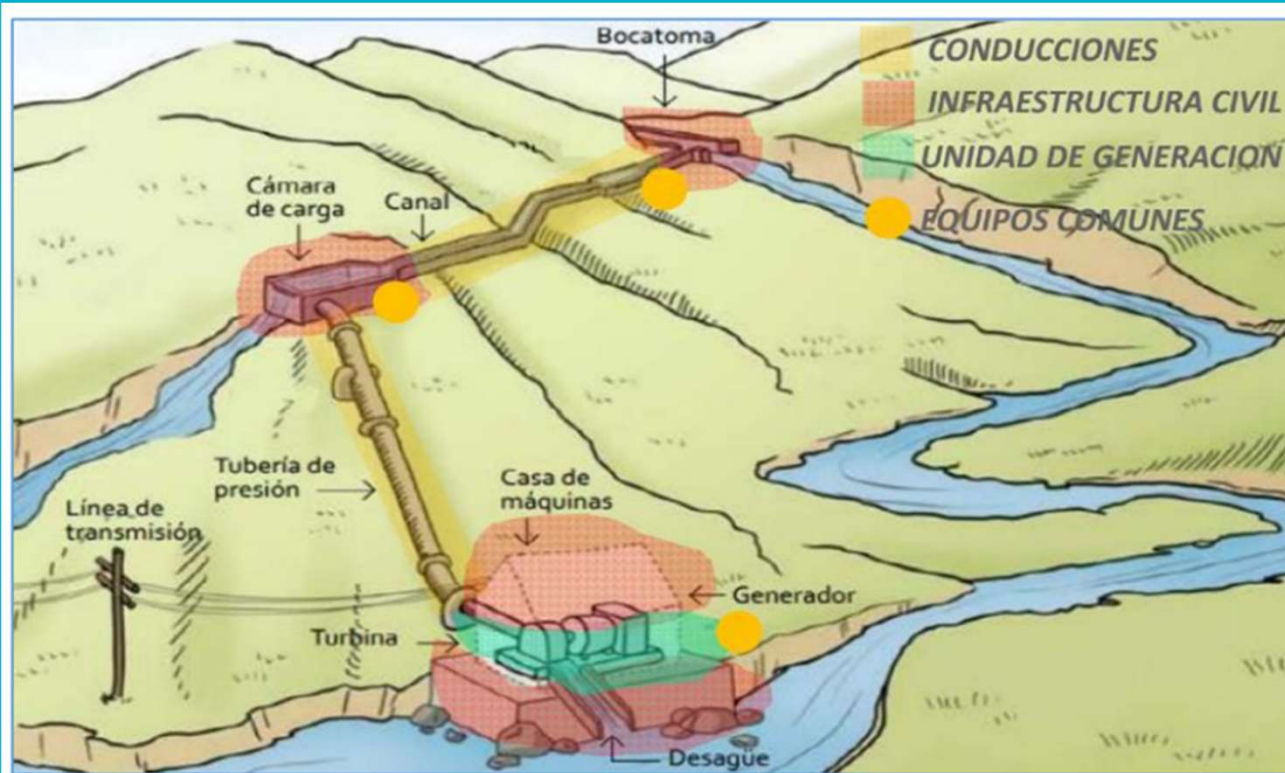 Bocatoma
CONDUCCIONES
INFRAESTRUCTURA CIVIL
UNIDAD DE GENERACION
EQUIPOS COMUNES
Cámara
de carga
Canal
Tubería de
presión
Casa de
máquinas
Línea de
transmisión
Generador
Turbina
Desagüe